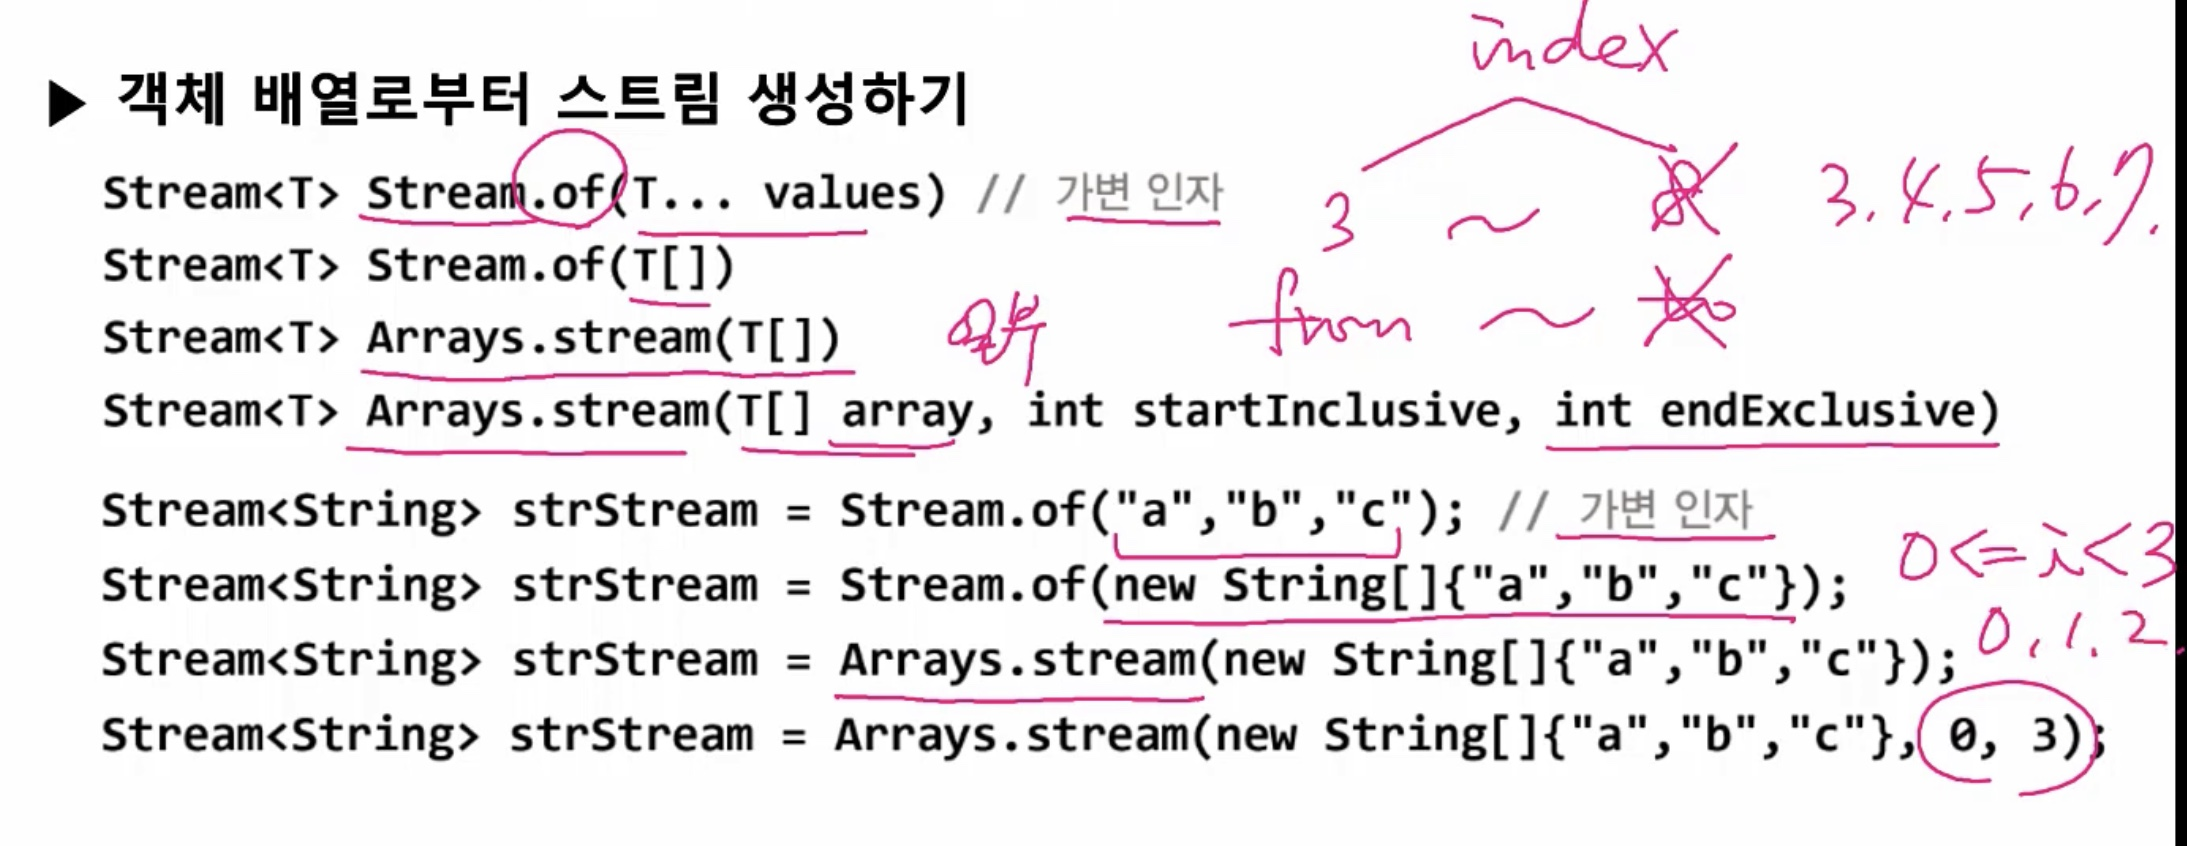 index
▶ 객체 배열로부터 스트림 생성하기
Stream<T> Stream.of(T... values) // 가변 인자
3 ~ 8 3, 4, 5, 6, 7.
Stream<T> Stream.of(T[])
from ~ to
Stream<T> Arrays.stream(T[])
일부
Stream<T> Arrays.stream(T[] array, int startInclusive, int endExclusive)
Stream<String> strStream = Stream.of("a","b","c"); // 가변 인자
0<=i<3
Stream<String> strStream = Stream.of(new String[]{"a","b","c"});
0, 1, 2.
Stream<String> strStream = Arrays.stream(new String[]{"a","b","c"});
Stream<String> strStream = Arrays.stream(new String[]{"a","b","c"}, 0, 3);